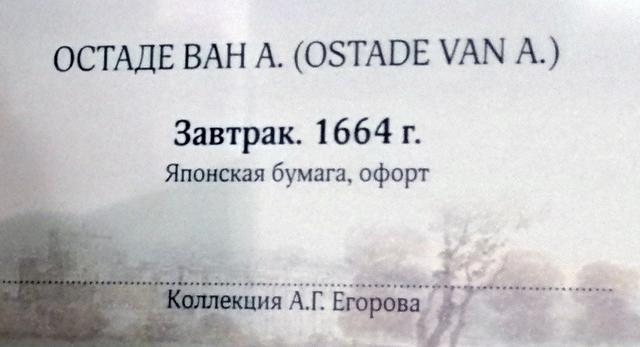 ОСТАДЕ ВАН А. (OSTADE VAN A.)
Завтрак. 1664 г.
Японская бумага, офорт
Коллекция А.Г. Егорова